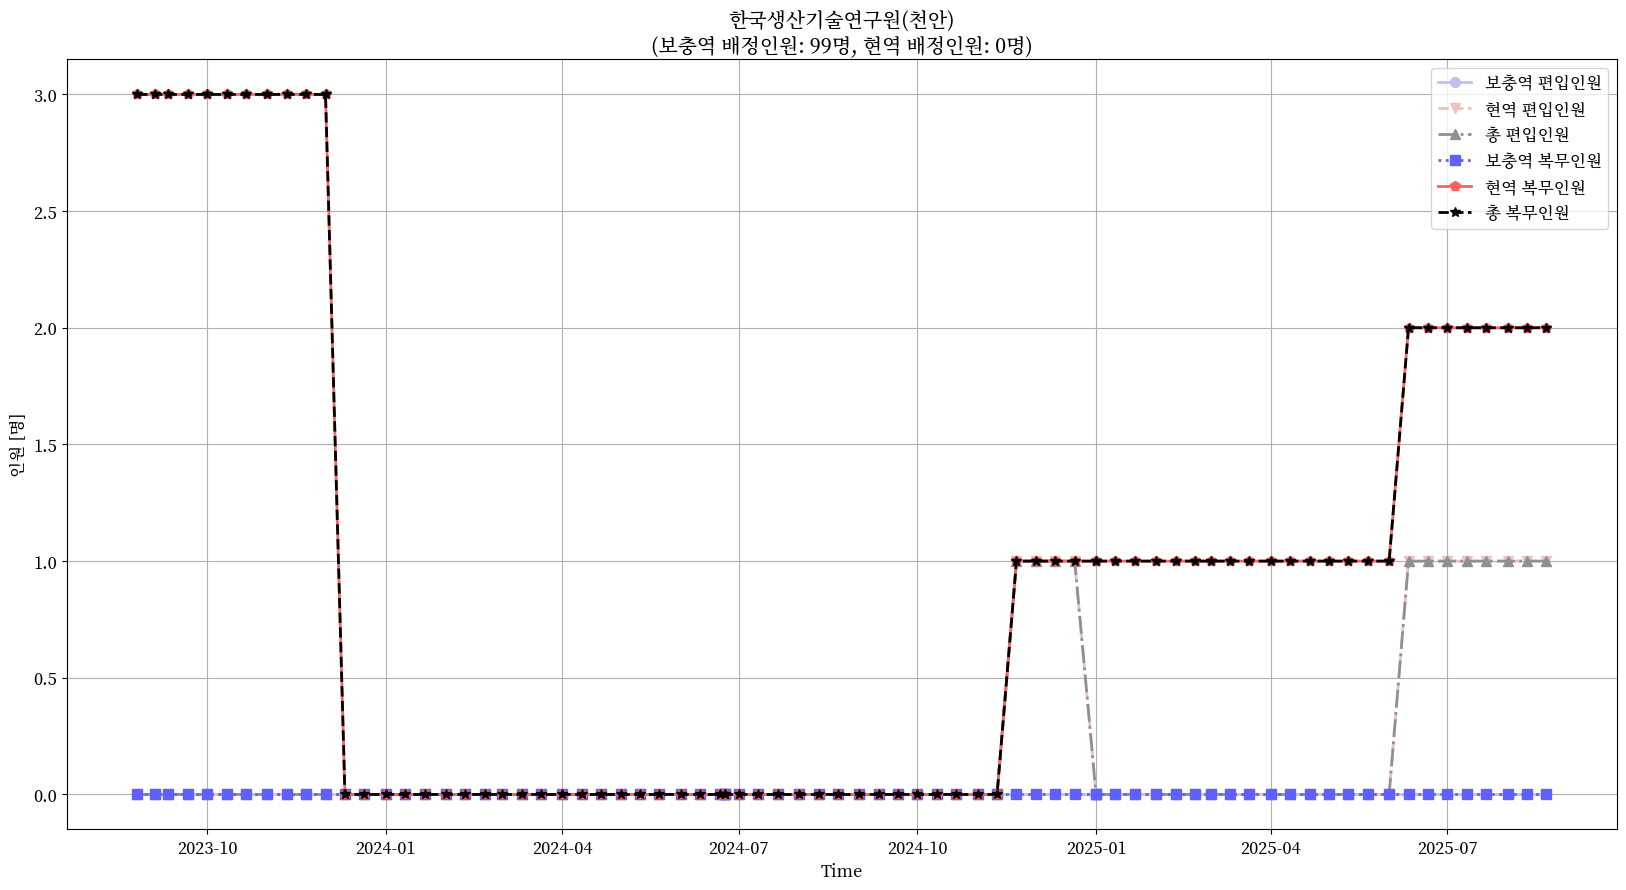 한국생산기술연구원(천안)
(보충역 배정인원: 99명, 현역 배정인원: 0명)
보충역 편입인원
현역 편입인원
총 편입인원
보충역 복무인원
현역 복무인원
총 복무인원
인원 [명]
3.0
2.5
2.0
1.5
1.0
0.5
0.0
2023-10
2024-01
2024-04
2024-07
2024-10
2025-01
2025-04
2025-07
Time